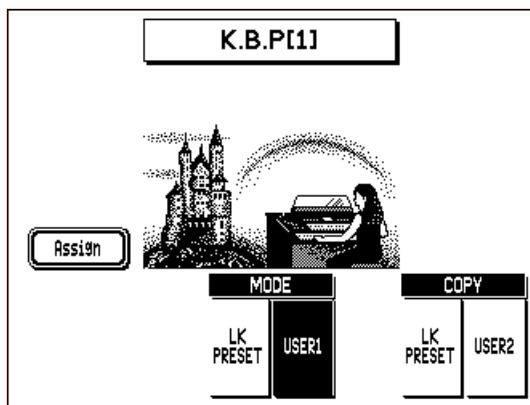 K.B.P[1]
Assign
MODE
COPY
LK
PRESET
USER1
LK
PRESET
USER2